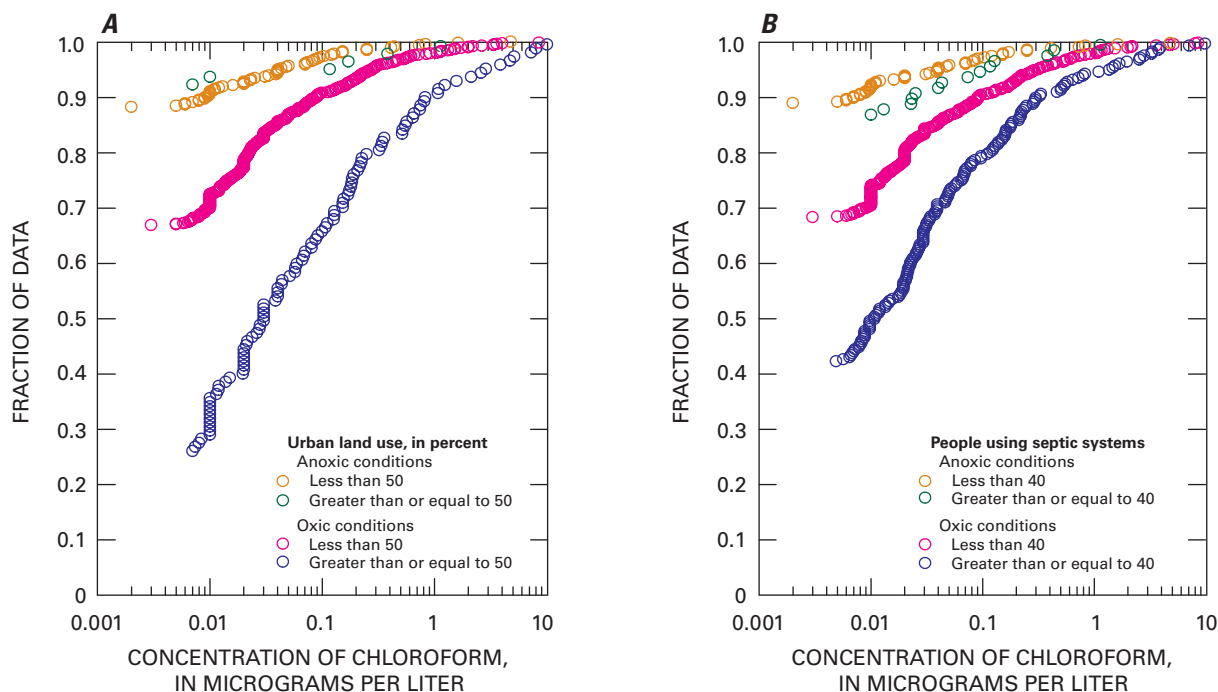 A
FRACTION OF DATA
1.0
0.9
0.8
0.7
0.6
0.5
0.4
0.3
0.2
0.1
0
Urban land use, in percent
Anoxic conditions
Less than 50
Greater than or equal to 50
Oxic conditions
Less than 50
Greater than or equal to 50
0.001 0.01 0.1 1 10
CONCENTRATION OF CHLOROFORM,
IN MICROGRAMS PER LITER
B
FRACTION OF DATA
1.0
0.9
0.8
0.7
0.6
0.5
0.4
0.3
0.2
0.1
0
People using septic systems
Anoxic conditions
Less than 40
Greater than or equal to 40
Oxic conditions
Less than 40
Greater than or equal to 40
0.001 0.01 0.1 1 10
CONCENTRATION OF CHLOROFORM,
IN MICROGRAMS PER LITER